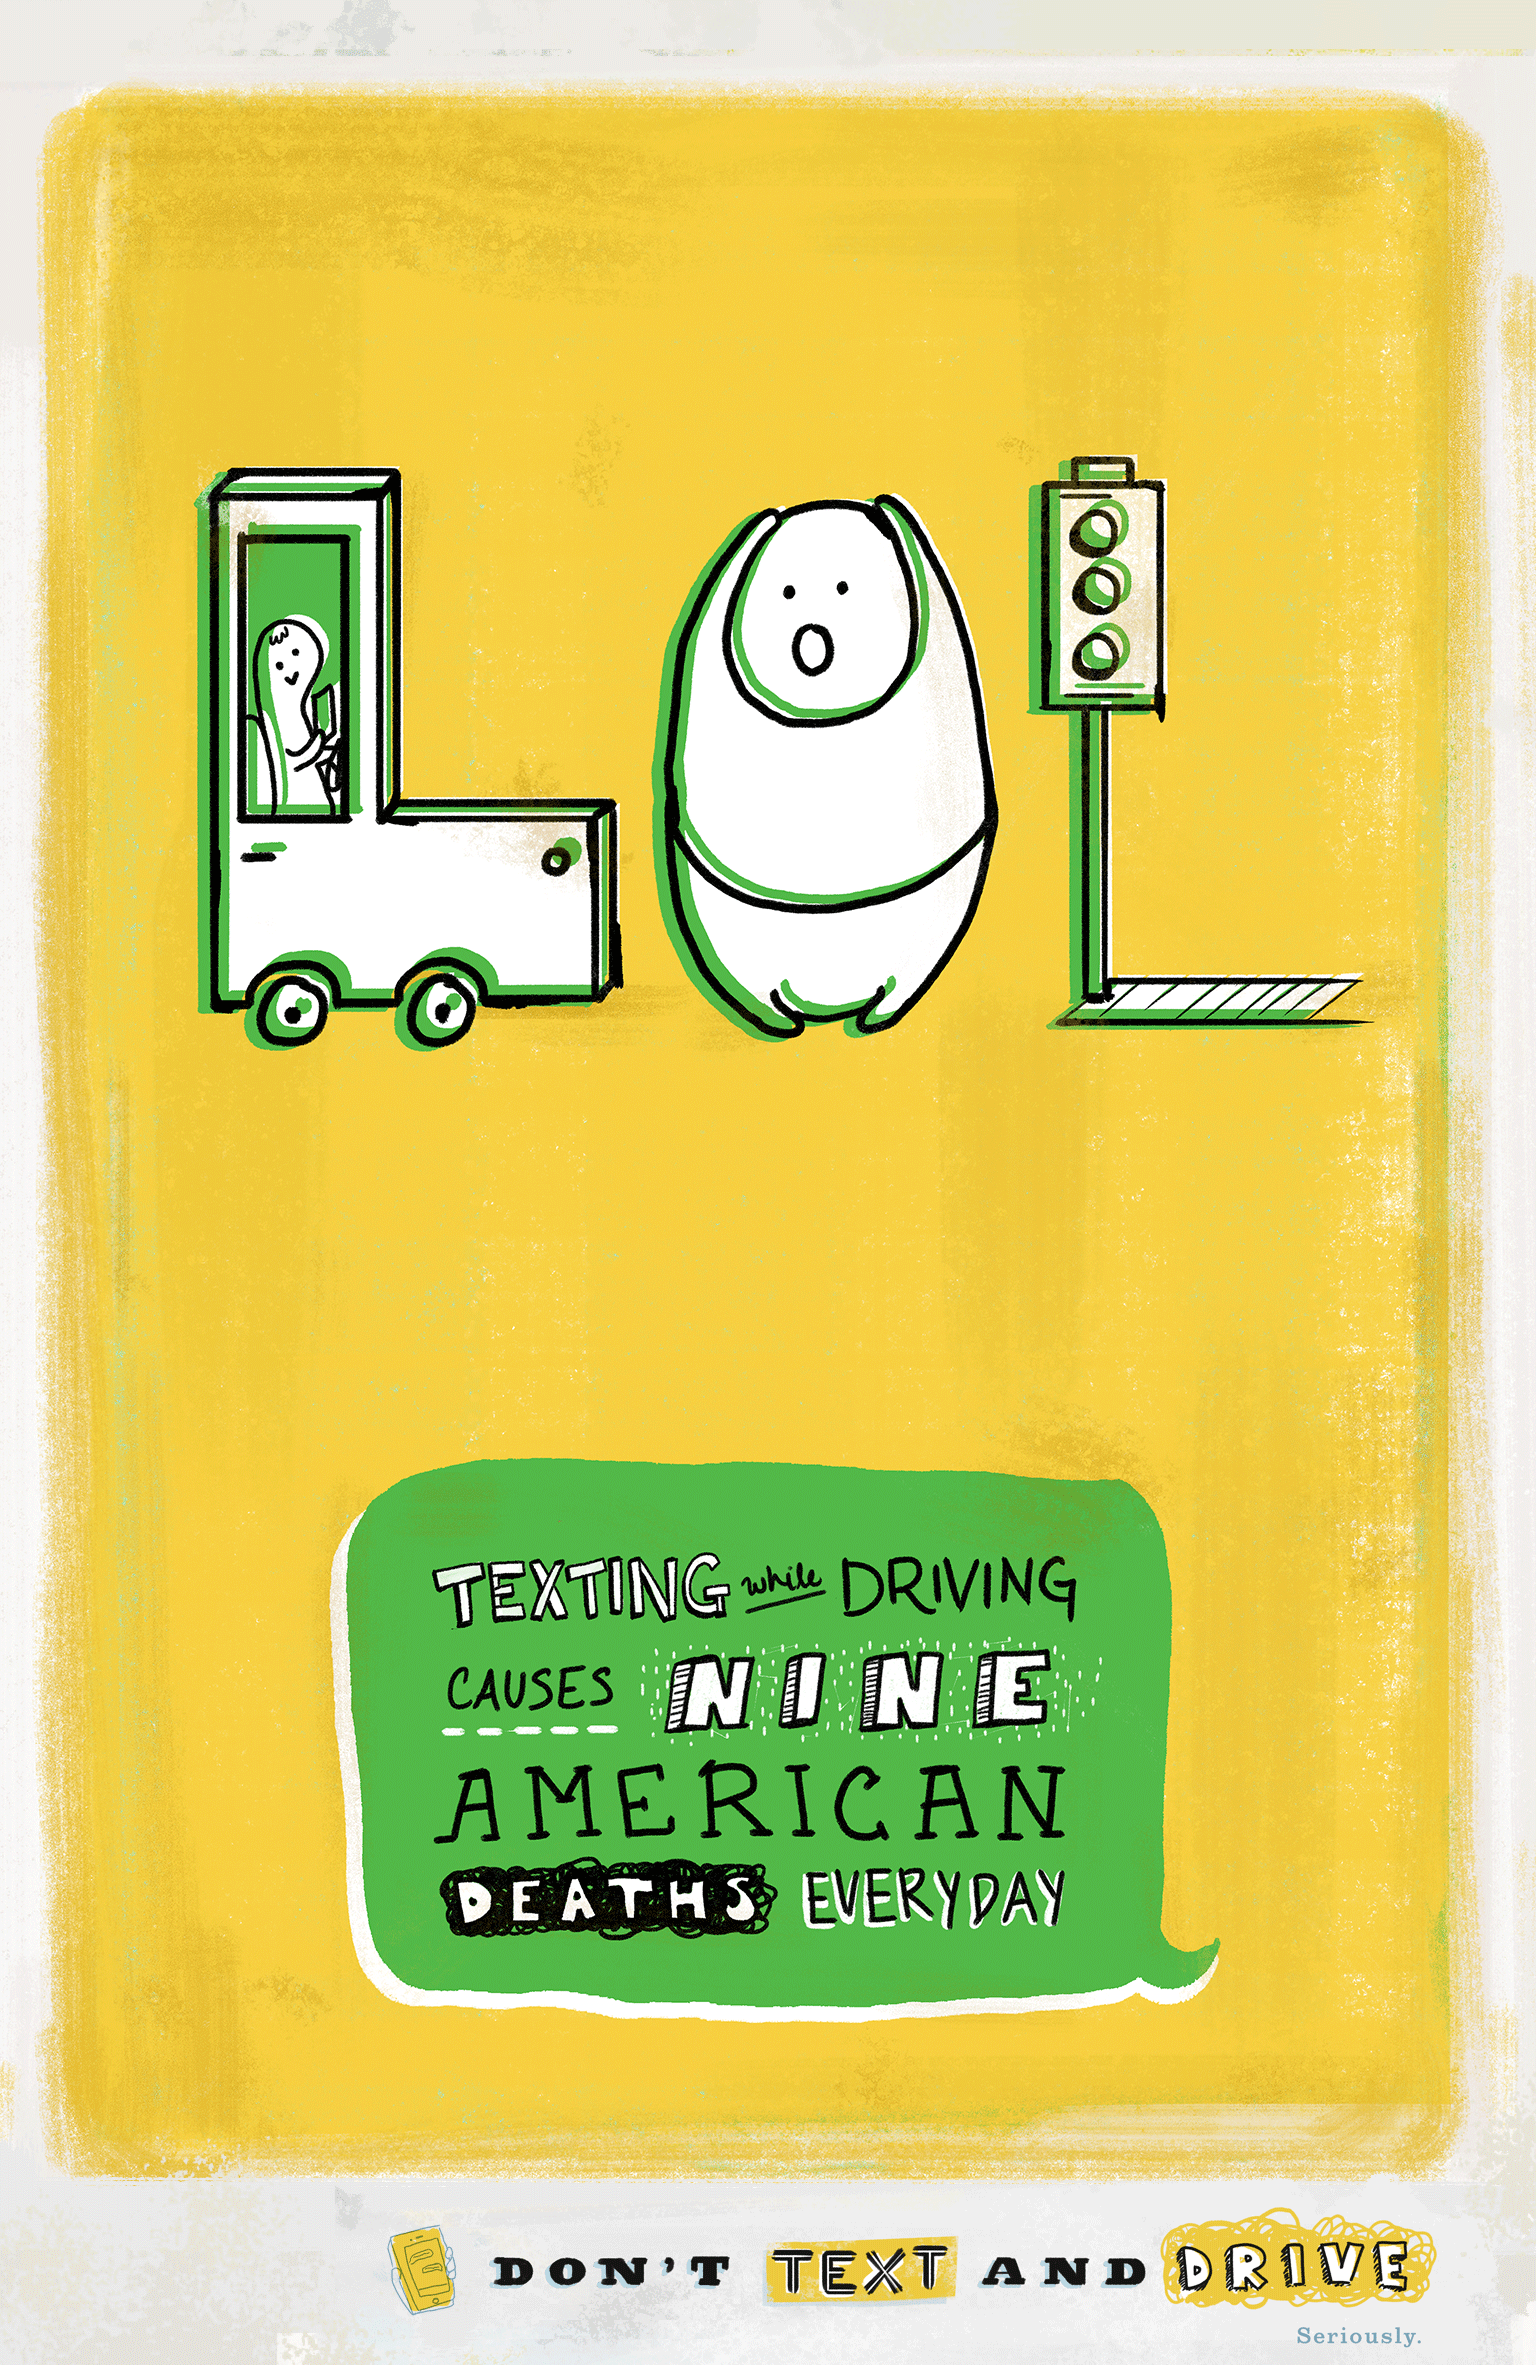 LOL
TEXTING while DRIVING
CAUSES NINE
AMERICAN
DEATHS EVERYDAY
DON'T TEXT AND DRIVE
Seriously.